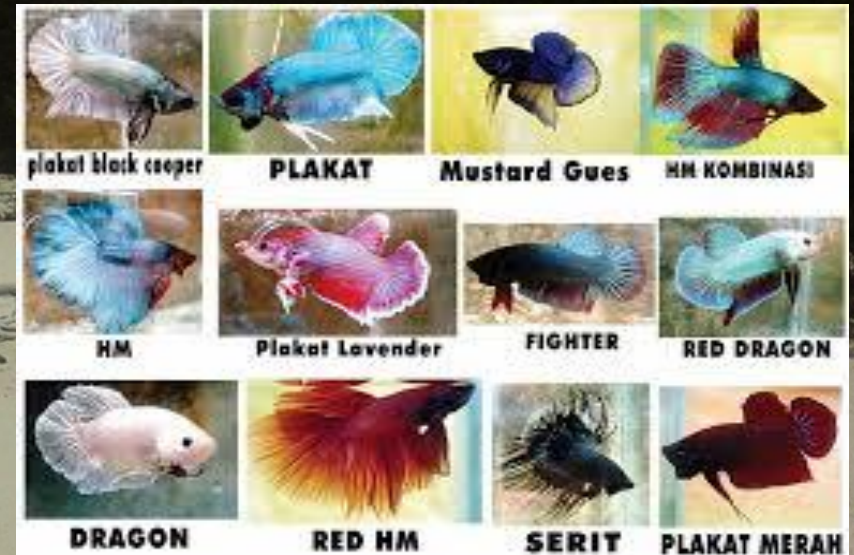 plakat black cooper
PLAKAT
Mustard Gues
HM KOMBINASI
HM
Plakat Lavender
FIGHTER
RED DRAGON
DRAGON
RED HM
SERIT
PLAKAT MERAH